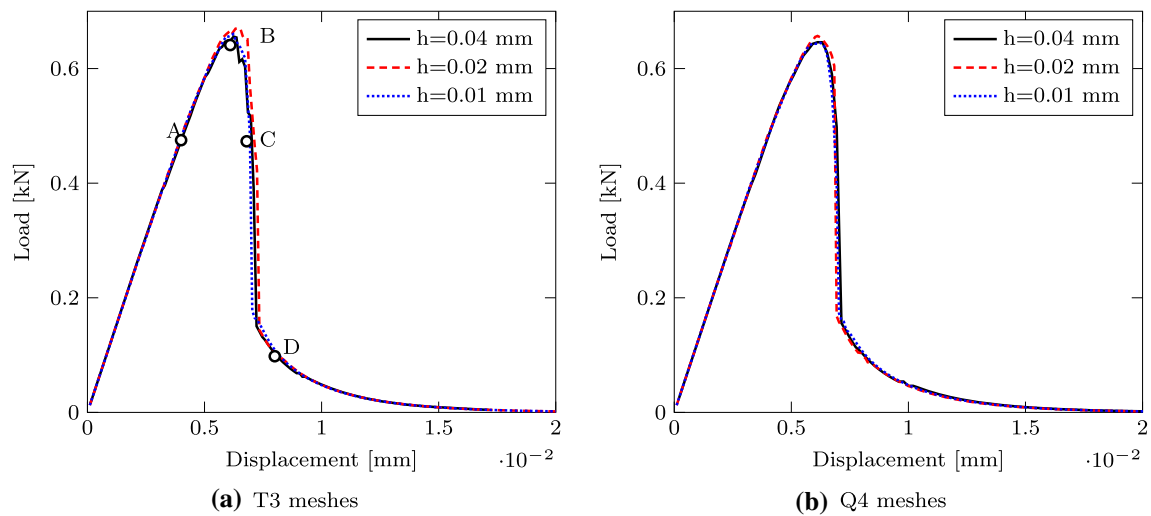 h=0.04 mm
h=0.02 mm
h=0.01 mm
A
B
C
D
0.6
0.4
0.2
0
Load [kN]
0
0.5
1
1.5
2
Displacement [mm]
·10−2
(a) T3 meshes
h=0.04 mm
h=0.02 mm
h=0.01 mm
0.6
0.4
0.2
0
Load [kN]
0
0.5
1
1.5
2
Displacement [mm]
·10−2
(b) Q4 meshes